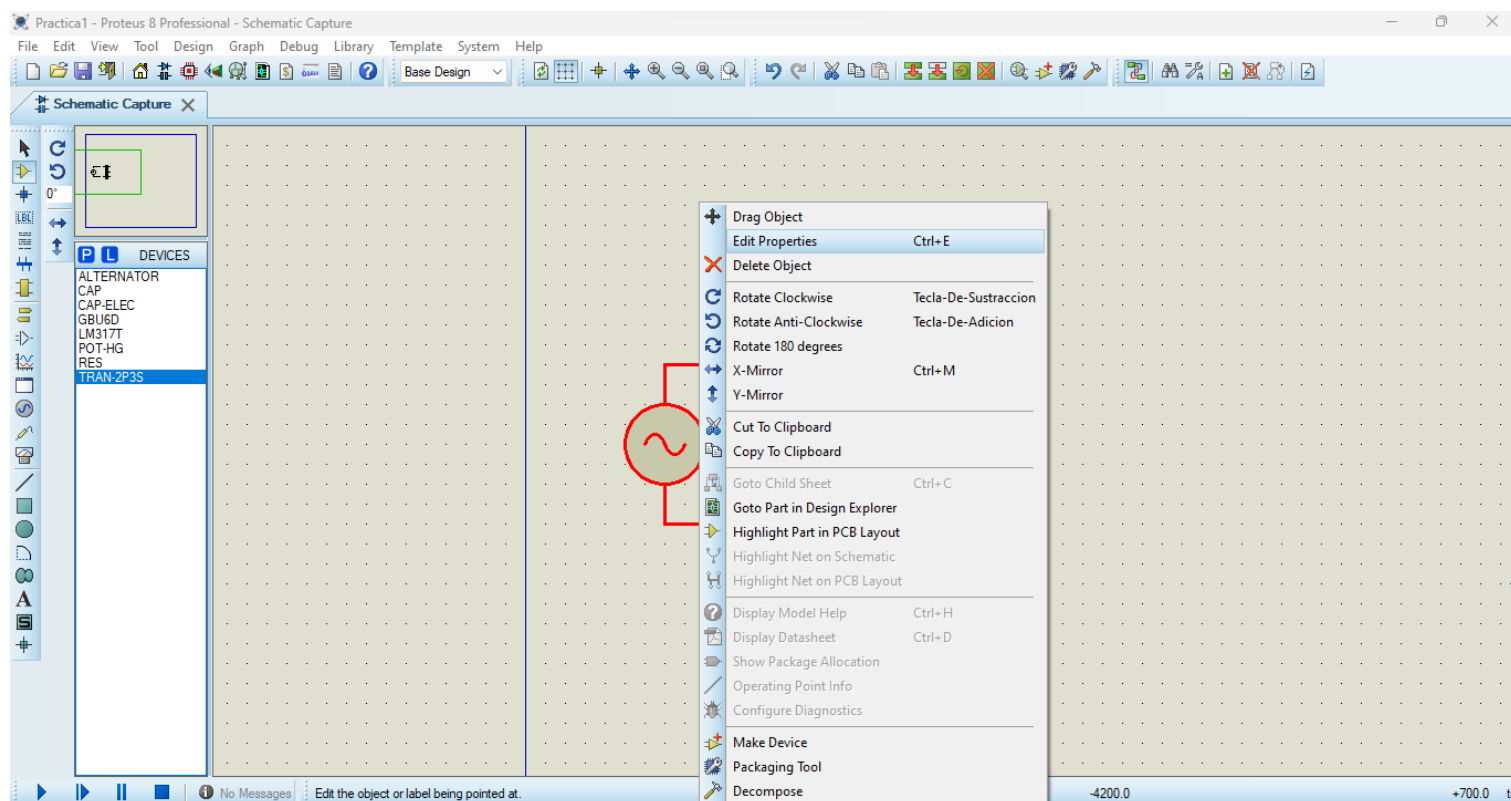 Practica1 - Proteus 8 Professional - Schematic Capture
File Edit View Tool Design Graph Debug Library Template System Help
Base Design
Schematic Capture
0°
LBL
P L DEVICES
ALTERNATOR
CAP
CAP-ELEC
GBU6D
LM317T
POT-HG
RES
TRAN-2P3S
Drag Object
Edit Properties Ctrl+E
Delete Object
Rotate Clockwise Tecla-De-Sustraccion
Rotate Anti-Clockwise Tecla-De-Adicion
Rotate 180 degrees
X-Mirror Ctrl+M
Y-Mirror
Cut To Clipboard
Copy To Clipboard
Goto Child Sheet Ctrl+C
Goto Part in Design Explorer
Highlight Part in PCB Layout
Highlight Net on Schematic
Highlight Net on PCB Layout
Display Model Help Ctrl+H
Display Datasheet Ctrl+D
Show Package Allocation
Operating Point Info
Configure Diagnostics
Make Device
Packaging Tool
Decompose
A
S
No Messages Edit the object or label being pointed at. -4200.0 +700.0 t